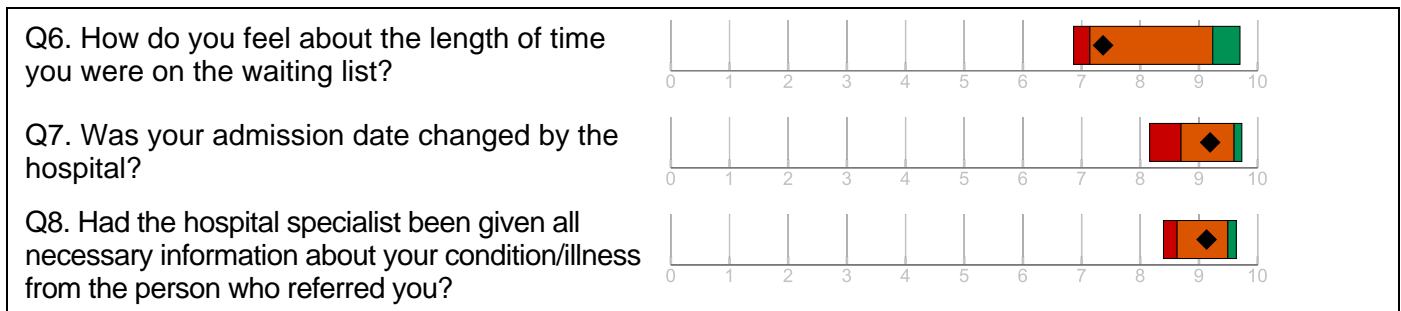 Q6. How do you feel about the length of time
you were on the waiting list?
0 1 2 3 4 5 6 7 8 9 10
Q7. Was your admission date changed by the
hospital?
0 1 2 3 4 5 6 7 8 9 10
Q8. Had the hospital specialist been given all
necessary information about your condition/illness
from the person who referred you?
0 1 2 3 4 5 6 7 8 9 10